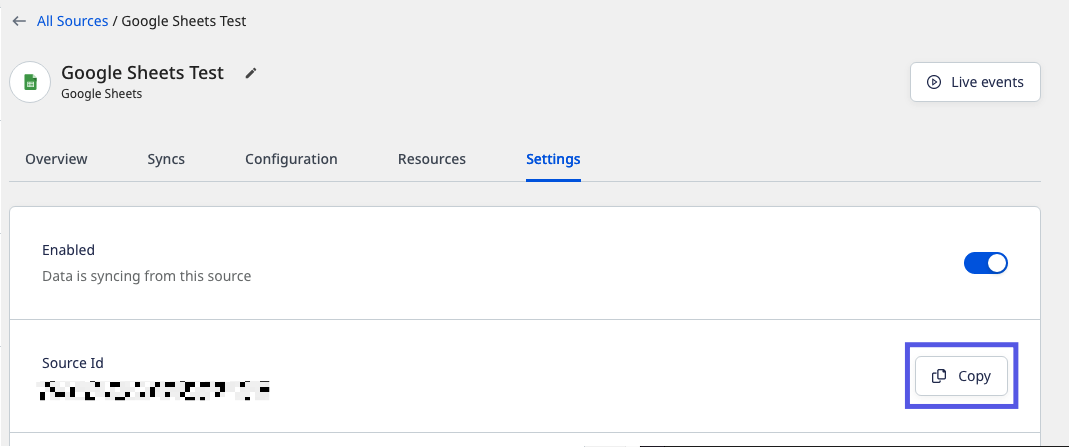 All Sources / Google Sheets Test
Google Sheets Test
Google Sheets
Live events
Overview
Syncs
Configuration
Resources
Settings
Enabled
Data is syncing from this source
Source Id
Copy